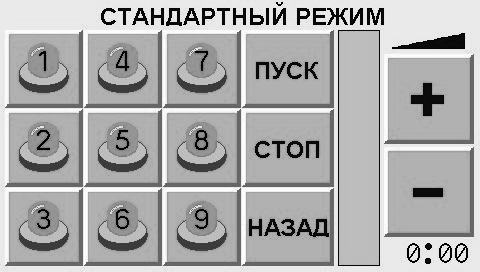 СТАНДАРТНЫЙ РЕЖИМ
1 4 7 ПУСК
+
2 5 8 СТОП
-
3 6 9 НАЗАД
0:00